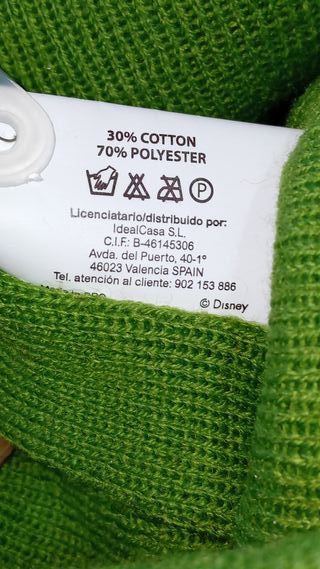 30% COTTON
70% POLYESTER
P
Licenciatario/distribuido por:
IdealCasa S.L.
C.I.F.: B-46145306
Avda. del Puerto, 40-1º
46023 Valencia SPAIN
Tel. atención al cliente: 902 153 886
© Disney